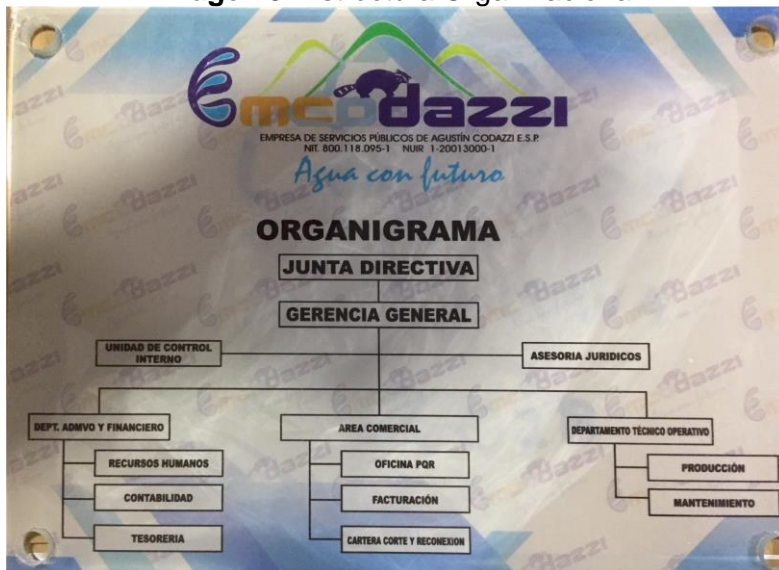 Emcodazzi
EMPRESA DE SERVICIOS PÚBLICOS DE AGUSTÍN CODAZZI E.S.P.
NIT. 800.118.095-1 NUIR 1-20013000-1
Agua con futuro
ORGANIGRAMA
JUNTA DIRECTIVA
GERENCIA GENERAL
UNIDAD DE CONTROL
INTERNO
ASESORIA JURIDICOS
DEPT. ADMVO Y FINANCIERO
AREA COMERCIAL
DEPARTAMENTO TÉCNICO OPERATIVO
RECURSOS HUMANOS
OFICINA PQR
PRODUCCIÓN
CONTABILIDAD
FACTURACIÓN
MANTENIMIENTO
TESORERIA
CARTERA CORTE Y RECONEXION